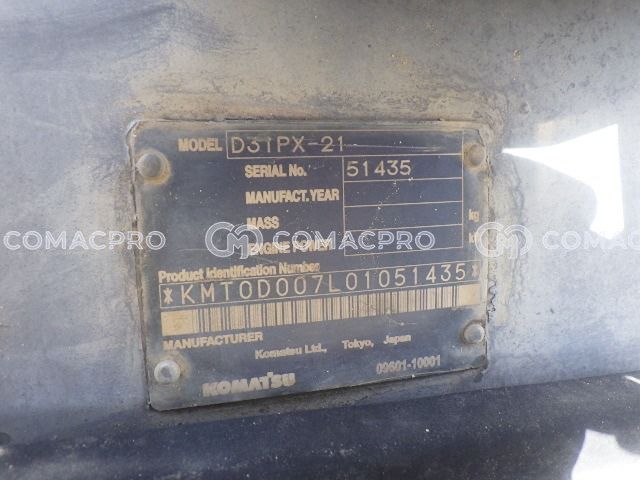 MODEL D31PX-21
SERIAL No. 51435
MANUFACT. YEAR
MASS kg
ENGINE POWER
COMACPRO COMACPRO COMACPRO
Product Identification Number
*KMT0D007L01051435*
MANUFACTURER
Komatsu Ltd., Tokyo, Japan
09601-10001
KOMATSU